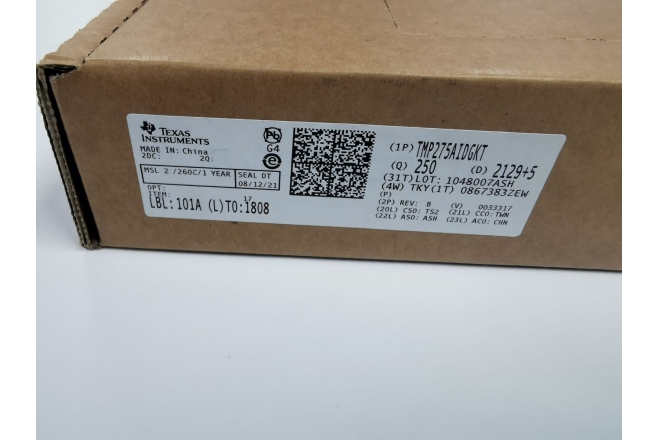 TEXAS
INSTRUMENTS
MADE IN: China
2DC: 2Q:
Pb
G4
e
MSL 2 /260C/1 YEAR
SEAL DT
08/12/21
OPT:
ITEM:
17
LBL:101A (L)TO:1808
(1P) TMP275AIDGKT
(Q) 250 (D) 2129+5
(31T)LOT: 1048007ASH
(4W) TKY(1T) 0867383ZEW
(P)
(2P) REV: B (V) 0033317
(20L) CSO: TS2 (21L) CCO:TWN
(22L) ASO: ASH (23L) ACO: CHN